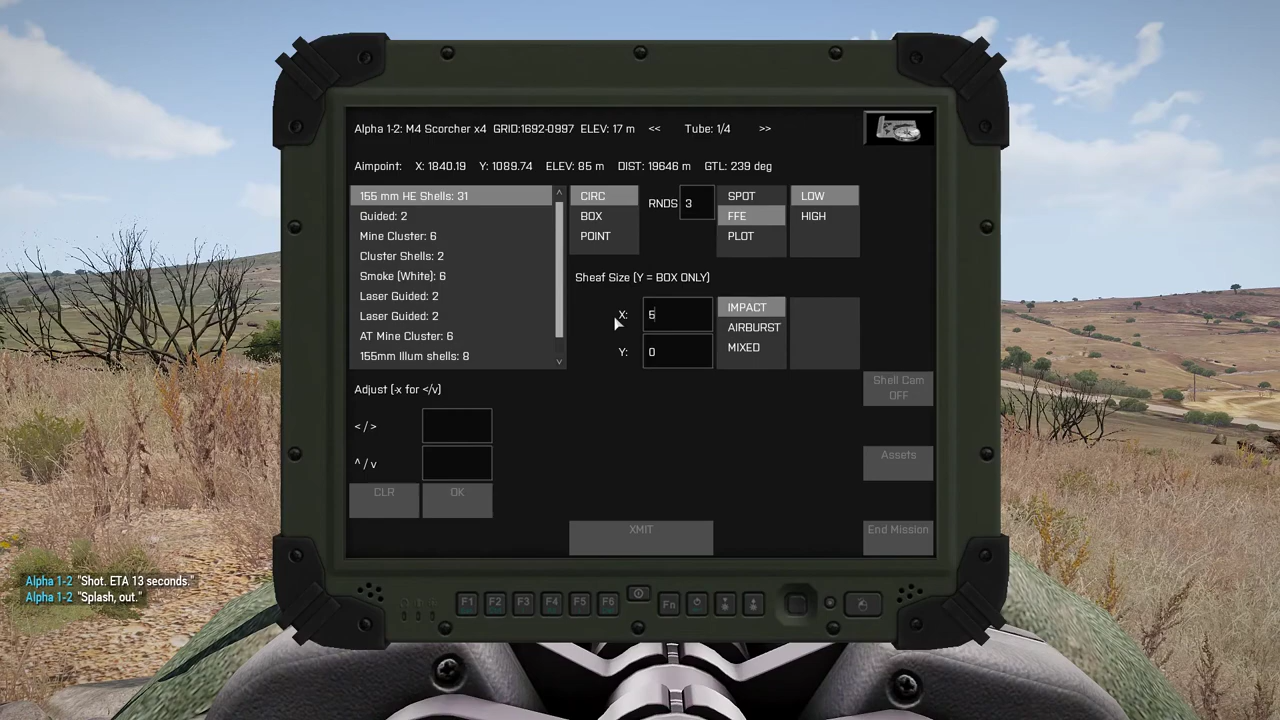 Alpha 1-2: M4 Scorcher x4 GRID:1692-0997 ELEV: 17 m << Tube: 1/4 >>
Aimpoint: X: 1840.19 Y: 1089.74 ELEV: 85 m DIST: 19646 m GTL: 239 deg
155 mm HE Shells: 31
Guided: 2
Mine Cluster: 6
Cluster Shells: 2
Smoke (White): 6
Laser Guided: 2
Laser Guided: 2
AT Mine Cluster: 6
155mm Illum shells: 8
CIRC
BOX
POINT
RNDS 3
SPOT
FFE
PLOT
LOW
HIGH
Sheaf Size (Y = BOX ONLY)
X: 5
Y: 0
IMPACT
AIRBURST
MIXED
Shell Cam
OFF
Adjust (-x for </v)
< / >
^ / v
CLR OK
Assets
XMIT
End Mission
Alpha 1-2 "Shot. ETA 13 seconds."
Alpha 1-2 "Splash, out."
F1 F2 F3 F4 F5 F6 Fn